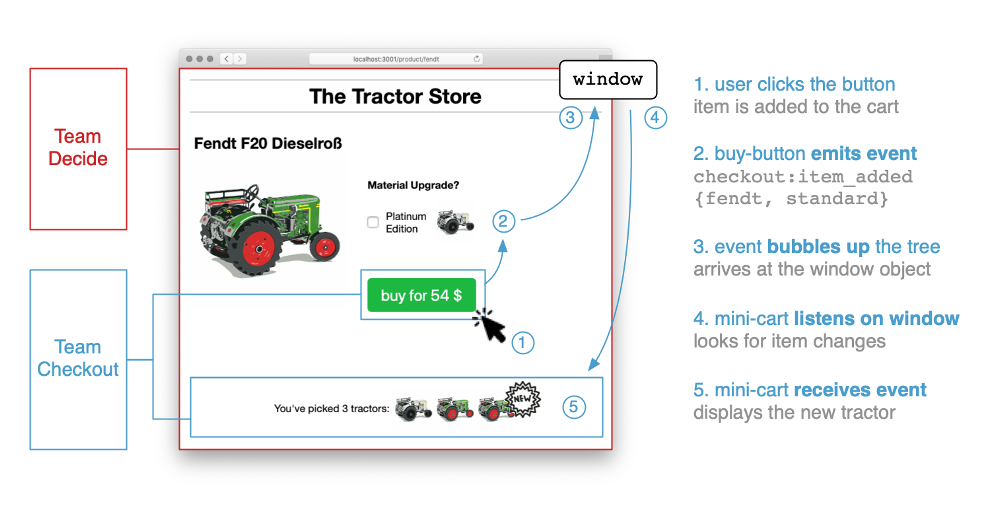 localhost:3001/product/fendt
window
The Tractor Store
Team
Decide
Fendt F20 Dieselroß
Material Upgrade?
Platinum
Edition
buy for 54 $
Team
Checkout
You've picked 3 tractors:
NEW
1
2
3
4
5
1. user clicks the button
item is added to the cart
2. buy-button emits event
checkout:item_added
{fendt, standard}
3. event bubbles up the tree
arrives at the window object
4. mini-cart listens on window
looks for item changes
5. mini-cart receives event
displays the new tractor